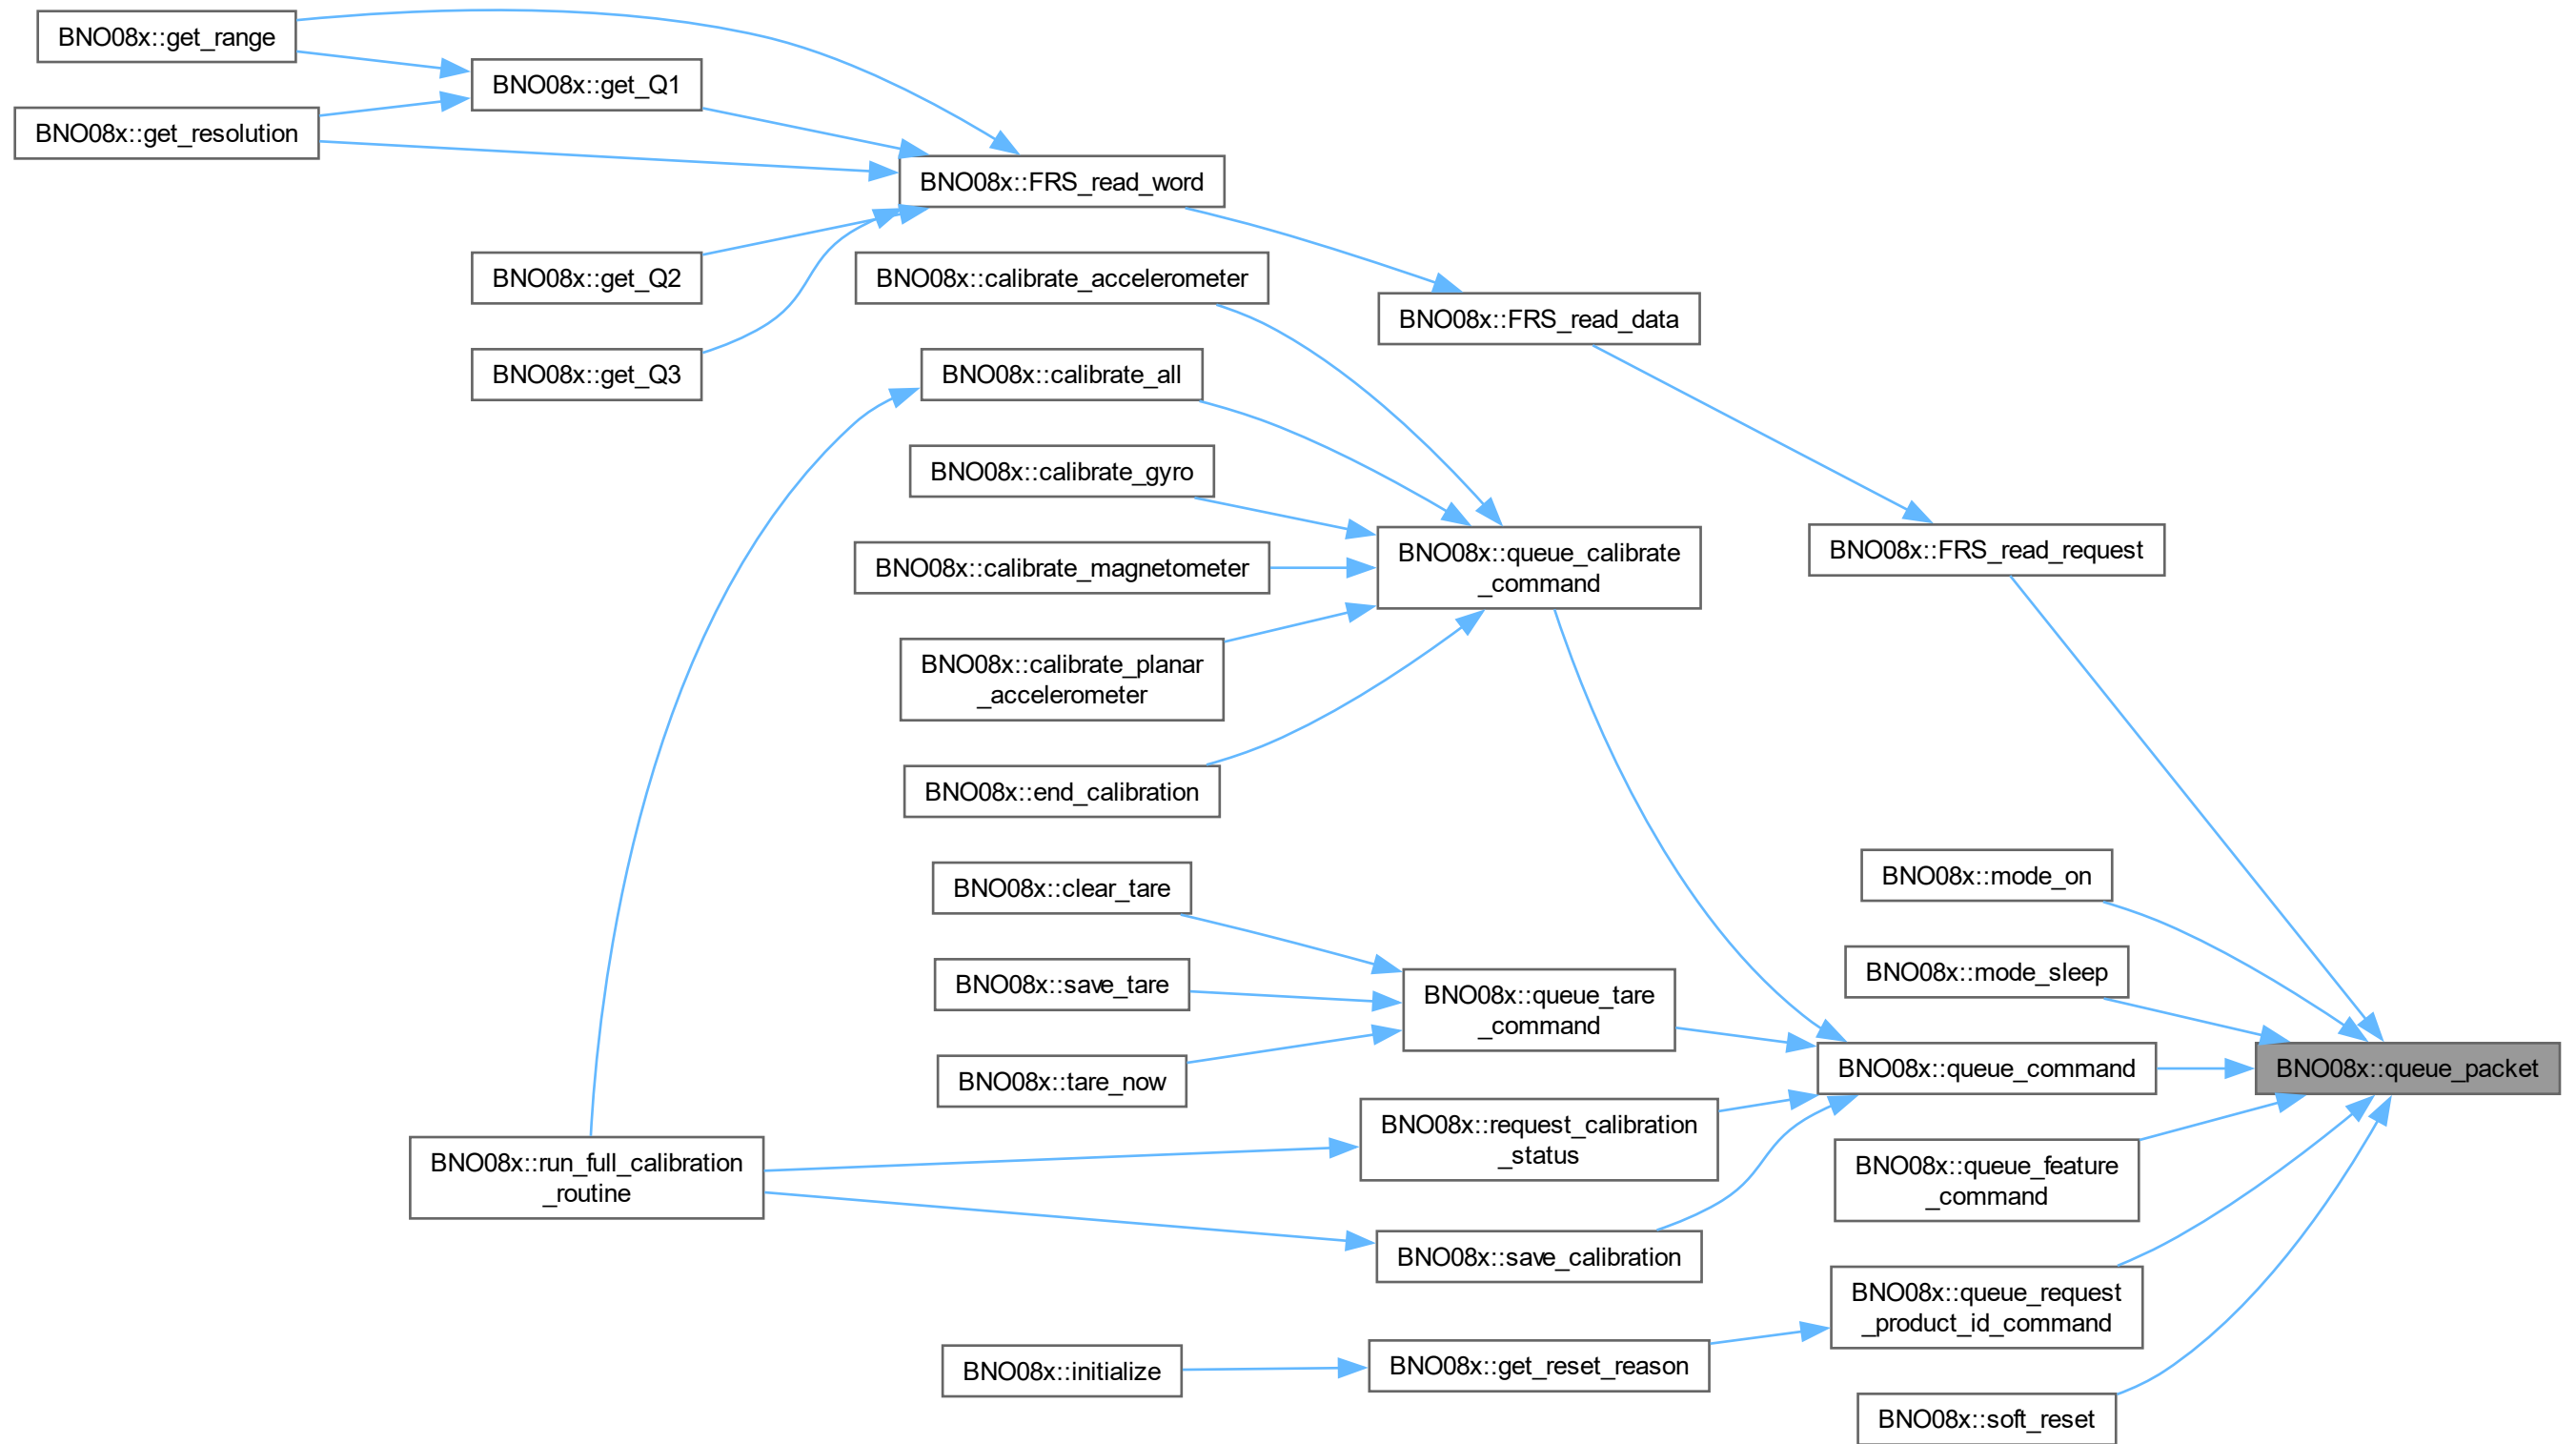 BNO08x::get_range
BNO08x::get_Q1
BNO08x::get_resolution
BNO08x::FRS_read_word
BNO08x::get_Q2
BNO08x::calibrate_accelerometer
BNO08x::FRS_read_data
BNO08x::get_Q3
BNO08x::calibrate_all
BNO08x::calibrate_gyro
BNO08x::queue_calibrate
_command
BNO08x::FRS_read_request
BNO08x::calibrate_magnetometer
BNO08x::calibrate_planar
_accelerometer
BNO08x::end_calibration
BNO08x::clear_tare
BNO08x::mode_on
BNO08x::save_tare
BNO08x::mode_sleep
BNO08x::queue_tare
_command
BNO08x::tare_now
BNO08x::queue_command
BNO08x::queue_packet
BNO08x::request_calibration
_status
BNO08x::run_full_calibration
_routine
BNO08x::queue_feature
_command
BNO08x::save_calibration
BNO08x::queue_request
_product_id_command
BNO08x::initialize
BNO08x::get_reset_reason
BNO08x::soft_reset